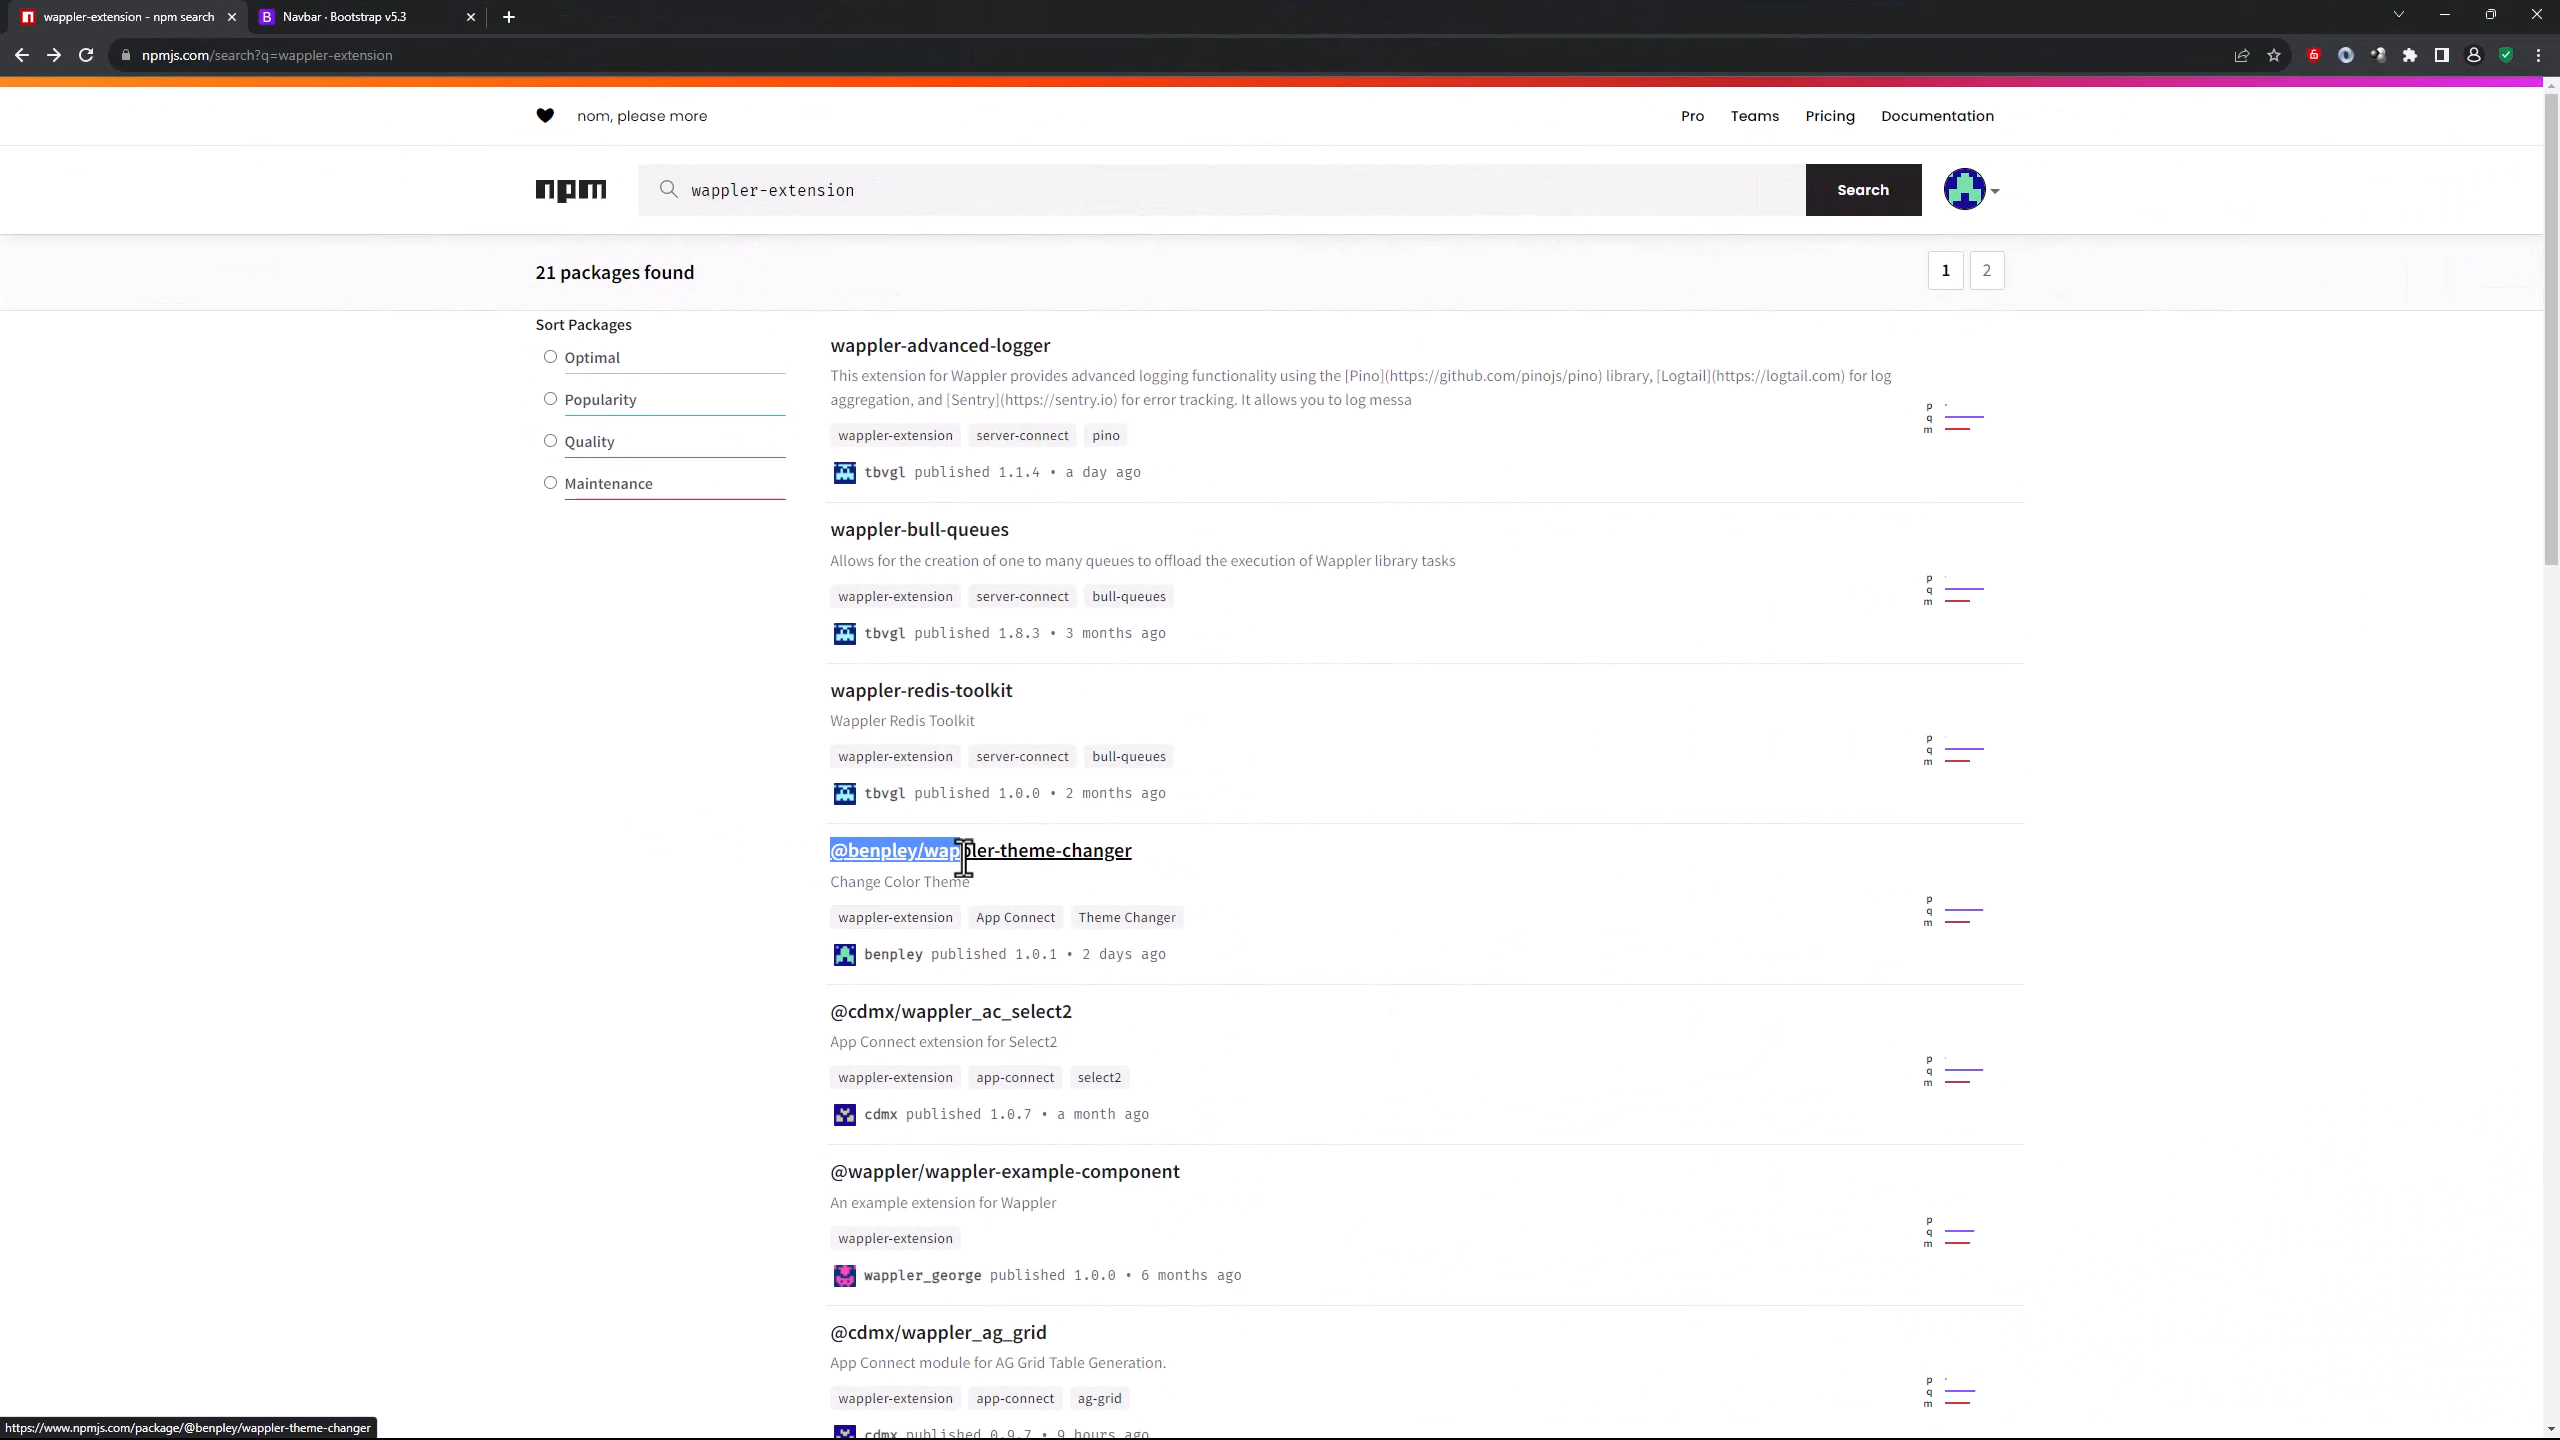 wappler-extension - npm search
Navbar · Bootstrap v5.3
npmjs.com/search?q=wappler-extension
nom, please more
Pro
Teams
Pricing
Documentation
npm
wappler-extension
Search
21 packages found
1
2
Sort Packages
Optimal
Popularity
Quality
Maintenance
wappler-advanced-logger
This extension for Wappler provides advanced logging functionality using the [Pino](https://github.com/pinojs/pino) library, [Logtail](https://logtail.com) for log
aggregation, and [Sentry](https://sentry.io) for error tracking. It allows you to log messa
wappler-extension server-connect pino
tbvgl published 1.1.4 • a day ago
p
q
m
wappler-bull-queues
Allows for the creation of one to many queues to offload the execution of Wappler library tasks
wappler-extension server-connect bull-queues
tbvgl published 1.8.3 • 3 months ago
p
q
m
wappler-redis-toolkit
Wappler Redis Toolkit
wappler-extension server-connect bull-queues
tbvgl published 1.0.0 • 2 months ago
p
q
m
@benpley/wappler-theme-changer
Change Color Theme
wappler-extension App Connect Theme Changer
benpley published 1.0.1 • 2 days ago
p
q
m
@cdmx/wappler_ac_select2
App Connect extension for Select2
wappler-extension app-connect select2
cdmx published 1.0.7 • a month ago
p
q
m
@wappler/wappler-example-component
An example extension for Wappler
wappler-extension
wappler_george published 1.0.0 • 6 months ago
p
q
m
@cdmx/wappler_ag_grid
App Connect module for AG Grid Table Generation.
wappler-extension app-connect ag-grid
cdmx published 0.9.7 • 9 hours ago
p
q
m
https://www.npmjs.com/package/@benpley/wappler-theme-changer